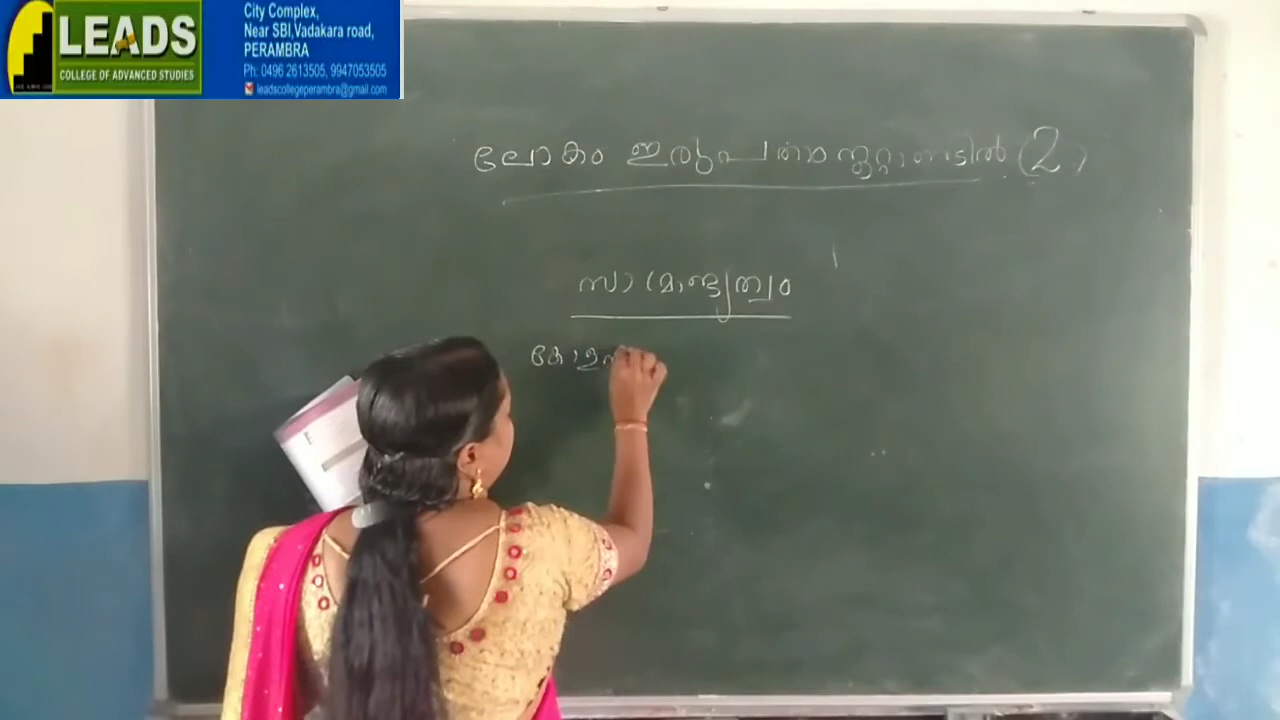 LEADS
COLLEGE OF ADVANCED STUDIES
City Complex,
Near SBI,Vadakara road,
PERAMBRA
Ph: 0496 2613505, 9947053505
leadscollegeperambra@gmail.com
ലോകം ഇരുപതാം നൂറ്റാണ്ടിൽ (2)
സാമ്രാജ്യത്വം